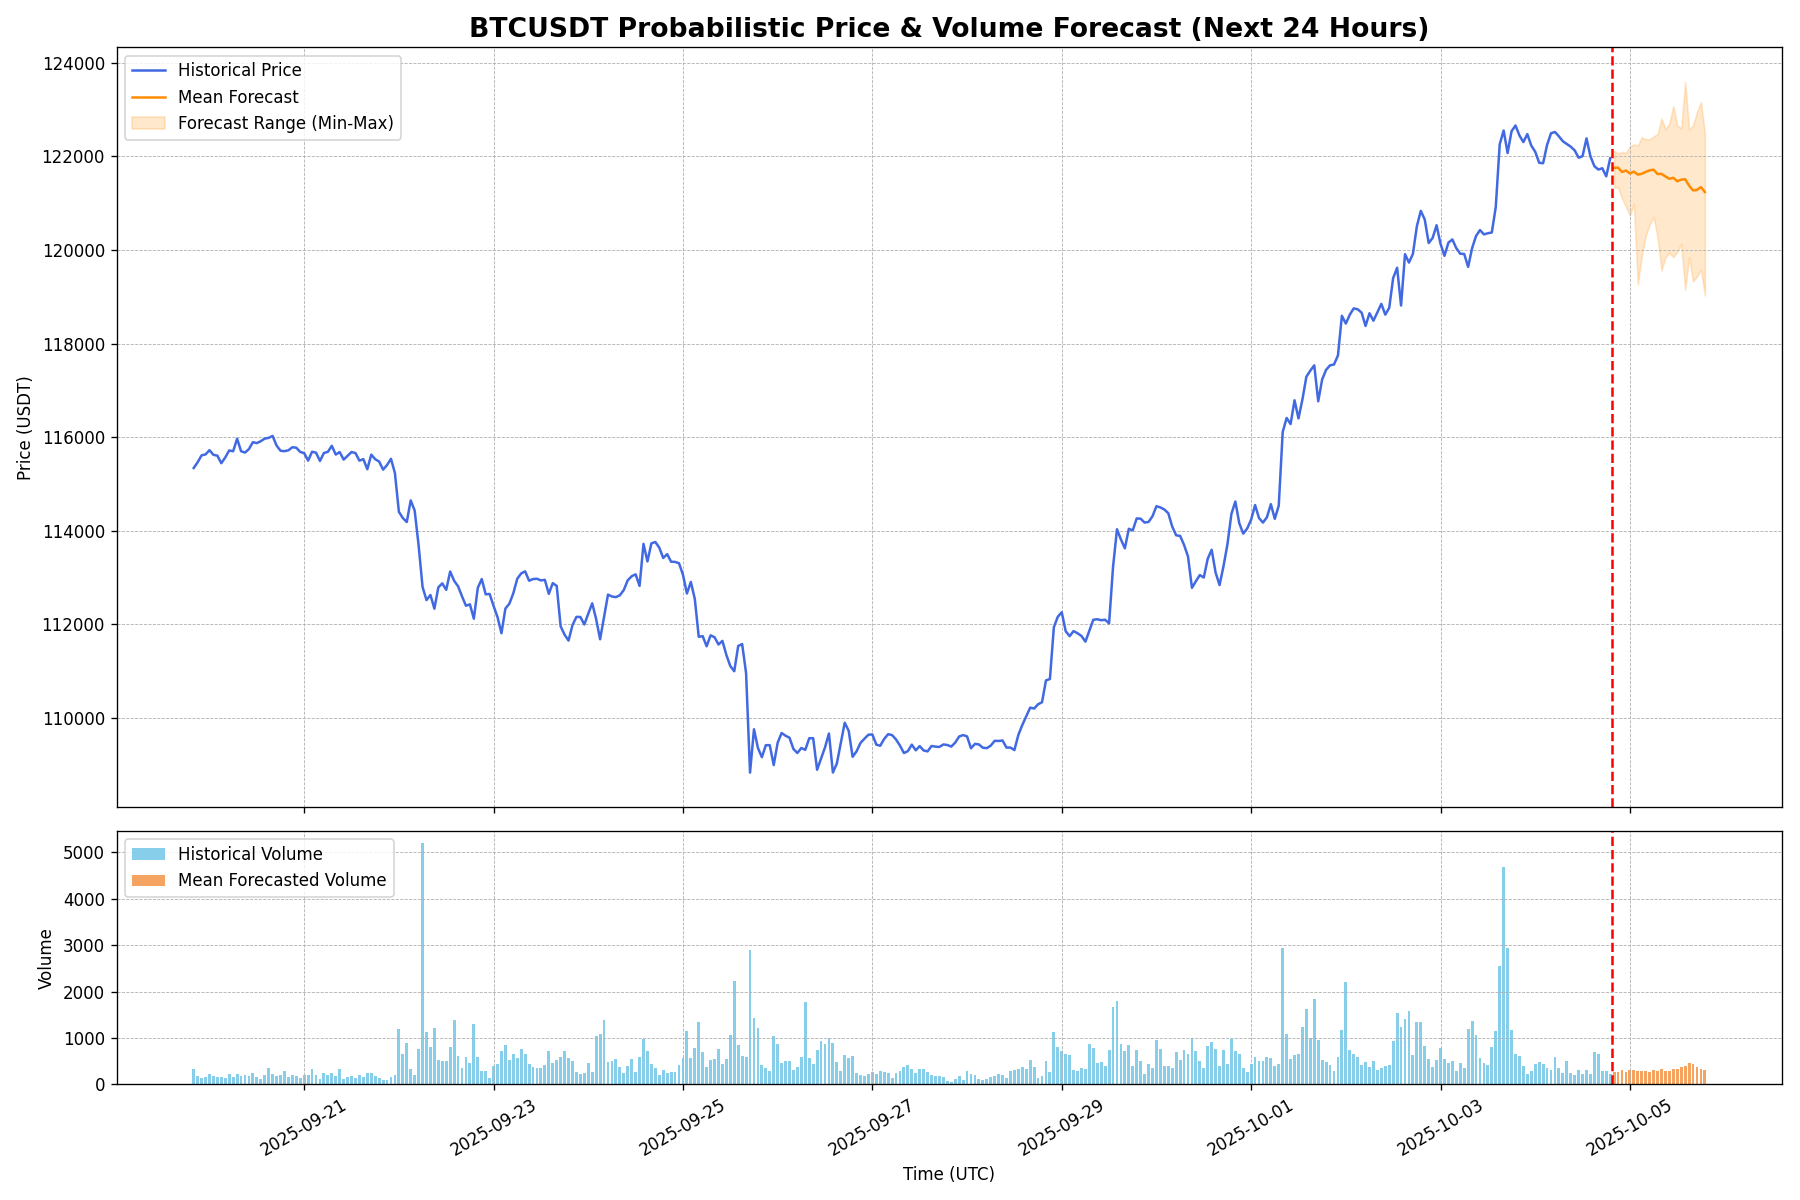 BTCUSDT Probabilistic Price & Volume Forecast (Next 24 Hours)
Historical Price
Mean Forecast
Forecast Range (Min-Max)
124000
122000
120000
118000
116000
114000
112000
110000
Price (USDT)
Historical Volume
Mean Forecasted Volume
5000
4000
3000
2000
1000
0
Volume
2025-09-21
2025-09-23
2025-09-25
2025-09-27
2025-09-29
2025-10-01
2025-10-03
2025-10-05
Time (UTC)